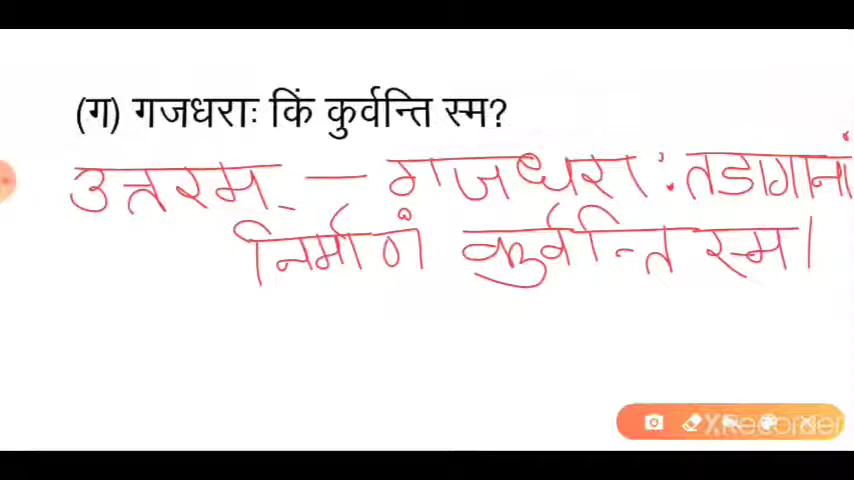 (ग) गजधराः किं कुर्वन्ति स्म?
उत्तरम् - गजधरा: तडागानां
निर्माणं कुर्वन्ति स्म।
XRecorder